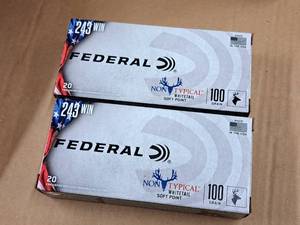 243 WIN
FEDERAL
20
NON TYPICAL
WHITETAIL
SOFT POINT
100
GRAIN
243 WIN
FEDERAL
20
NON TYPICAL
WHITETAIL
SOFT POINT
100
GRAIN